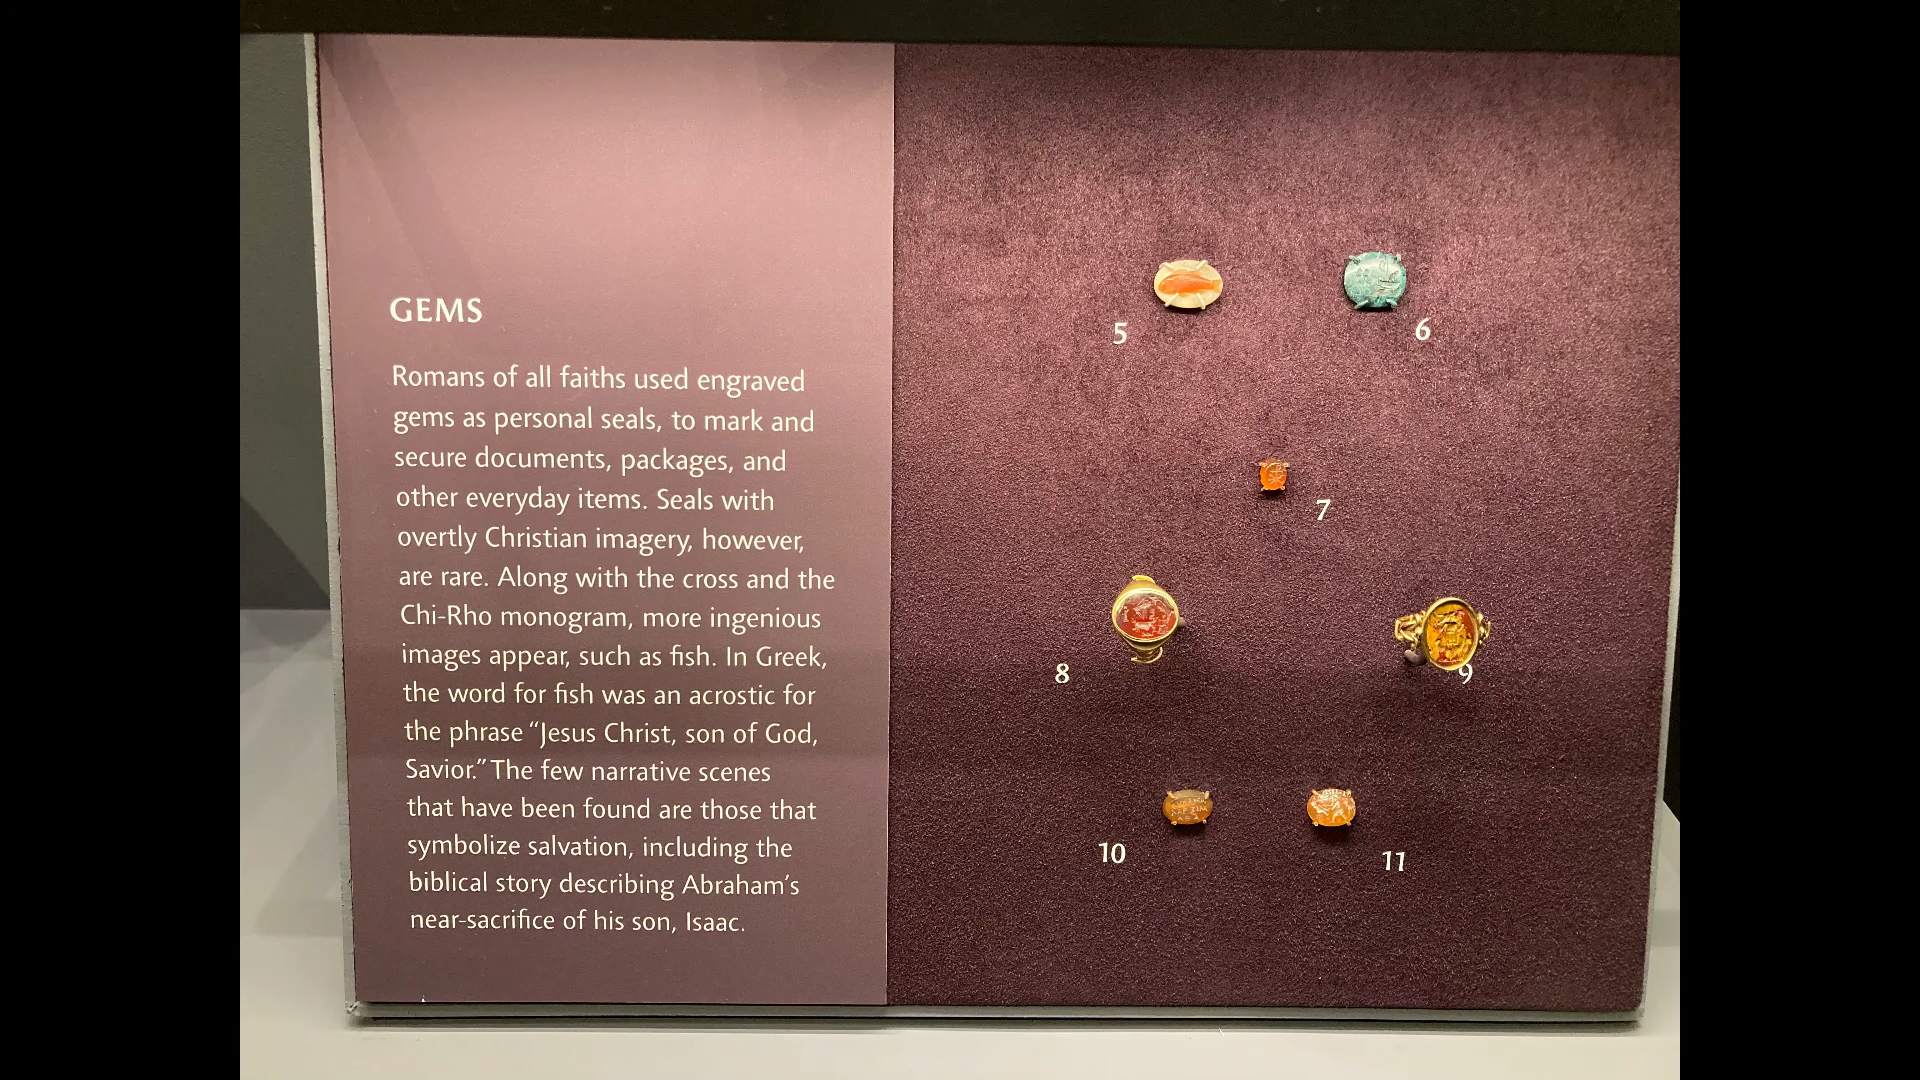 GEMS
Romans of all faiths used engraved
gems as personal seals, to mark and
secure documents, packages, and
other everyday items. Seals with
overtly Christian imagery, however,
are rare. Along with the cross and the
Chi-Rho monogram, more ingenious
images appear, such as fish. In Greek,
the word for fish was an acrostic for
the phrase “Jesus Christ, son of God,
Savior.” The few narrative scenes
that have been found are those that
symbolize salvation, including the
biblical story describing Abraham’s
near-sacrifice of his son, Isaac.
5
6
7
8
9
10
11